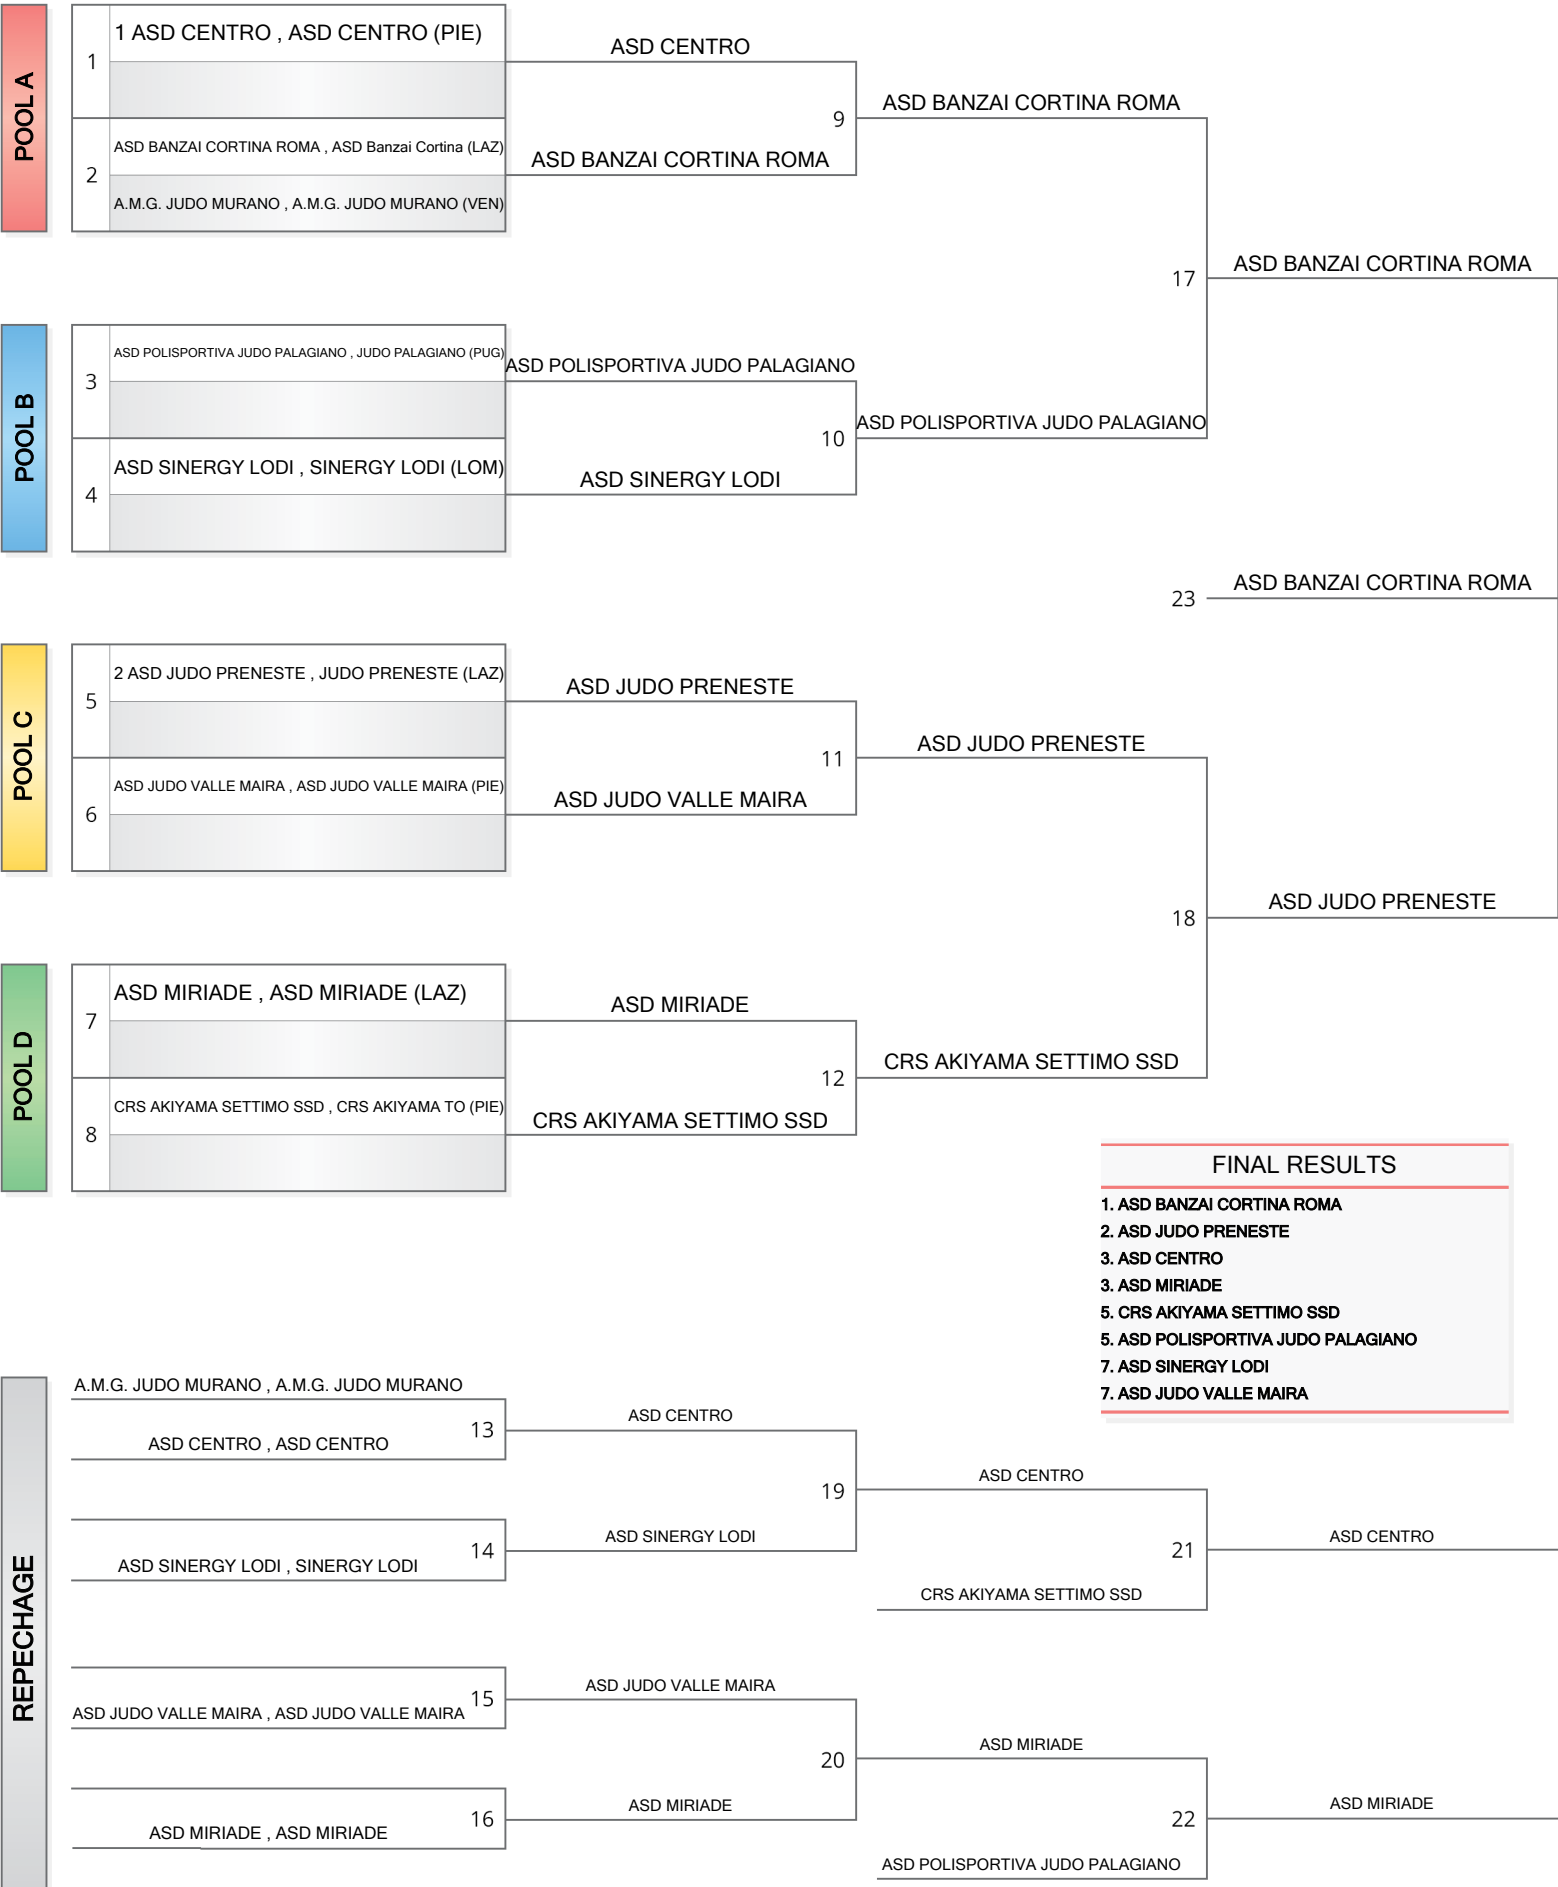 POOL A
1 ASD CENTRO , ASD CENTRO (PIE)
1
ASD BANZAI CORTINA ROMA , ASD Banzai Cortina (LAZ)
2
A.M.G. JUDO MURANO , A.M.G. JUDO MURANO (VEN)
ASD CENTRO
9
ASD BANZAI CORTINA ROMA
ASD BANZAI CORTINA ROMA
17
ASD BANZAI CORTINA ROMA
POOL B
ASD POLISPORTIVA JUDO PALAGIANO , JUDO PALAGIANO (PUG)
3
ASD SINERGY LODI , SINERGY LODI (LOM)
4
ASD POLISPORTIVA JUDO PALAGIANO
10
ASD SINERGY LODI
ASD POLISPORTIVA JUDO PALAGIANO
23
ASD BANZAI CORTINA ROMA
POOL C
2 ASD JUDO PRENESTE , JUDO PRENESTE (LAZ)
5
ASD JUDO VALLE MAIRA , ASD JUDO VALLE MAIRA (PIE)
6
ASD JUDO PRENESTE
11
ASD JUDO VALLE MAIRA
ASD JUDO PRENESTE
18
ASD JUDO PRENESTE
POOL D
ASD MIRIADE , ASD MIRIADE (LAZ)
7
CRS AKIYAMA SETTIMO SSD , CRS AKIYAMA TO (PIE)
8
ASD MIRIADE
12
CRS AKIYAMA SETTIMO SSD
CRS AKIYAMA SETTIMO SSD
FINAL RESULTS
1. ASD BANZAI CORTINA ROMA
2. ASD JUDO PRENESTE
3. ASD CENTRO
3. ASD MIRIADE
5. CRS AKIYAMA SETTIMO SSD
5. ASD POLISPORTIVA JUDO PALAGIANO
7. ASD SINERGY LODI
7. ASD JUDO VALLE MAIRA
REPECHAGE
A.M.G. JUDO MURANO , A.M.G. JUDO MURANO
13
ASD CENTRO , ASD CENTRO
14
ASD SINERGY LODI , SINERGY LODI
ASD CENTRO
19
ASD SINERGY LODI
ASD CENTRO
21
CRS AKIYAMA SETTIMO SSD
ASD CENTRO
15
ASD JUDO VALLE MAIRA , ASD JUDO VALLE MAIRA
16
ASD MIRIADE , ASD MIRIADE
ASD JUDO VALLE MAIRA
20
ASD MIRIADE
ASD MIRIADE
22
ASD POLISPORTIVA JUDO PALAGIANO
ASD MIRIADE